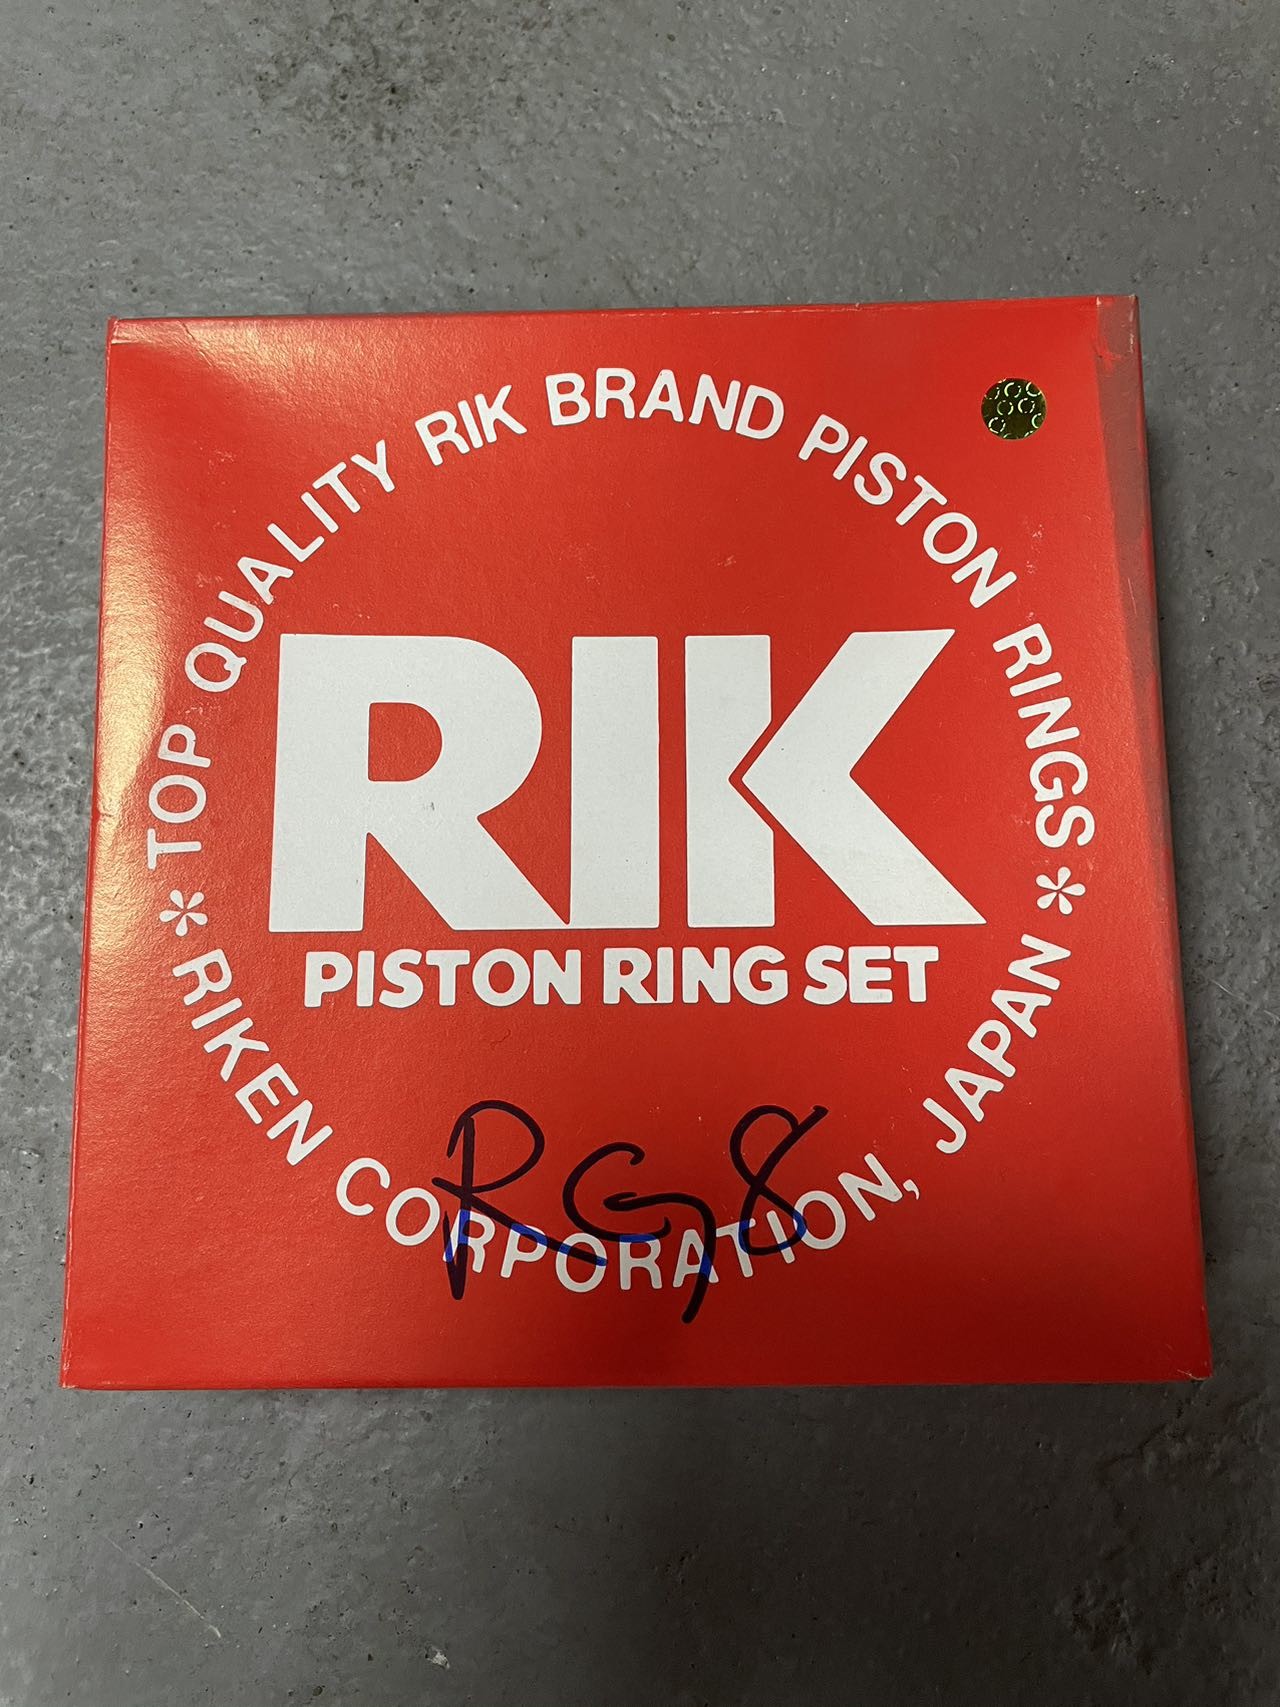 * TOP QUALITY RIK BRAND PISTON RINGS *
RIK
PISTON RING SET
RIKEN CORPORATION, JAPAN
RG8